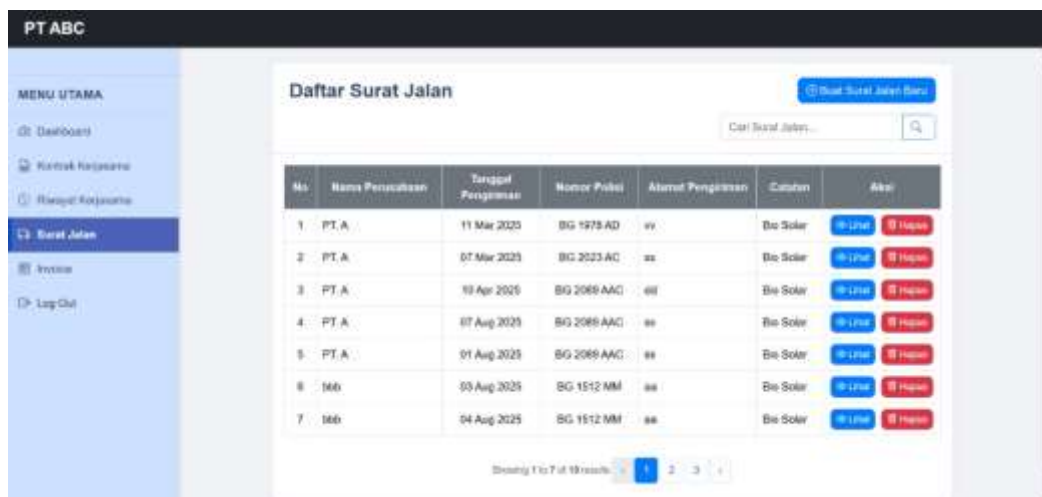 PT ABC
MENU UTAMA
Dashboard
Kontrak Kerjasama
Riwayat Kerjasama
Surat Jalan
Invoice
Log Out
Daftar Surat Jalan
Buat Surat Jalan Baru
Cari Surat Jalan...
No Nama Perusahaan Tanggal Pengiriman Nomor Polisi Alamat Pengiriman Catatan Aksi
1 PT. A 11 Mar 2025 BG 1978 AD Bio Solar Lihat Hapus
2 PT. A 07 Mar 2025 BG 2023 AC Bio Solar Lihat Hapus
3 PT. A 10 Apr 2025 BG 2089 AAC Bio Solar Lihat Hapus
4 PT. A 07 Aug 2025 BG 2089 AAC Bio Solar Lihat Hapus
5 PT. A 01 Aug 2025 BG 2089 AAC Bio Solar Lihat Hapus
6 bbb 03 Aug 2025 BG 1512 MM Bio Solar Lihat Hapus
7 bbb 04 Aug 2025 BG 1512 MM Bio Solar Lihat Hapus
Showing 1 to 7 of results ‹ 1 2 3 ›